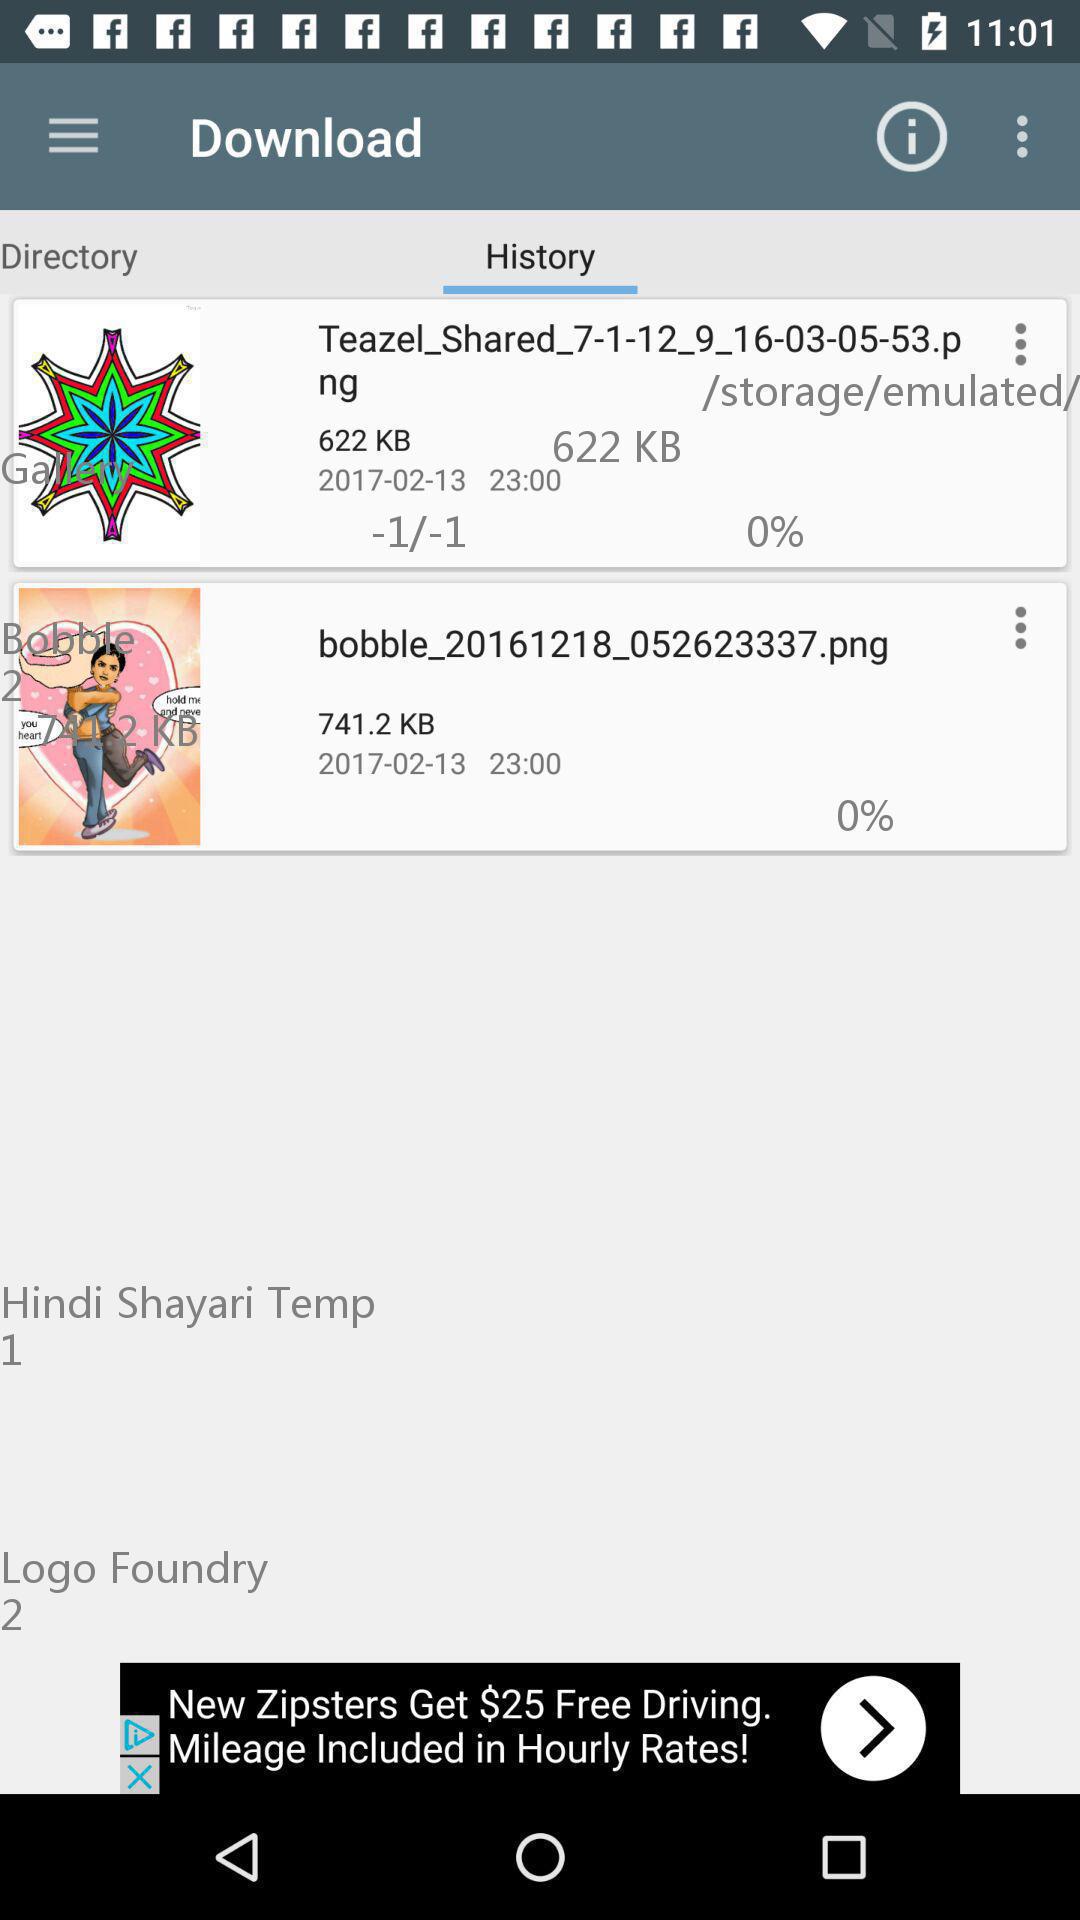 11:01
Download
Directory
History
Teazel_Shared_7-1-12_9_16-03-05-53.p
ng
/storage/emulated/
622 KB
622 KB
Gallery
2017-02-13 23:00
-1/-1
0%
Bobble
2
bobble_20161218_052623337.png
hold me
and neve
you
heart
741.2 KB
741.2 KB
2017-02-13 23:00
0%
Hindi Shayari Temp
1
Logo Foundry
2
New Zipsters Get $25 Free Driving.
Mileage Included in Hourly Rates!